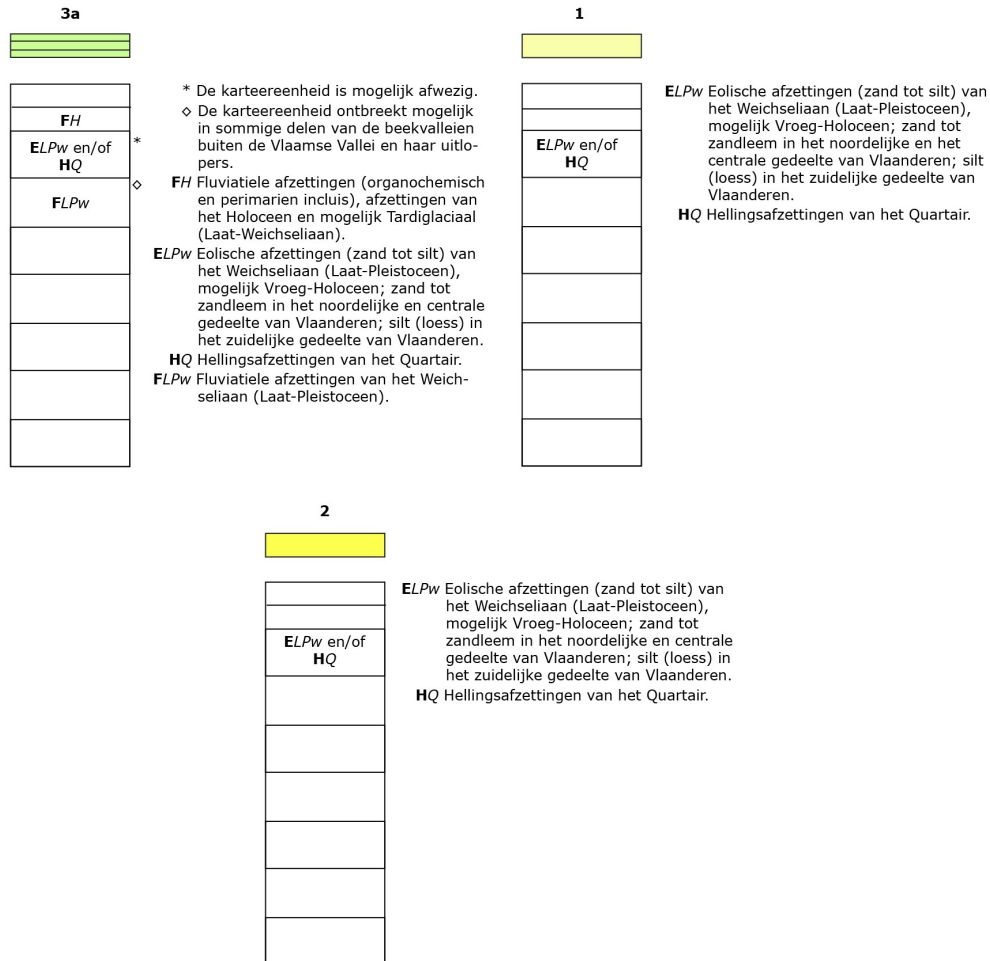 3a
FH
ELPw en/of
HQ
*
◇
FLPw
* De karteereenheid is mogelijk afwezig.
◇ De karteereenheid ontbreekt mogelijk
in sommige delen van de beekvalleien
buiten de Vlaamse Vallei en haar uitlo-
pers.
FH Fluviatiele afzettingen (organochemisch
en perimarien incluis), afzettingen van
het Holoceen en mogelijk Tardiglaciaal
(Laat-Weichseliaan).
ELPw Eolische afzettingen (zand tot silt) van
het Weichseliaan (Laat-Pleistoceen),
mogelijk Vroeg-Holoceen; zand tot
zandleem in het noordelijke en centrale
gedeelte van Vlaanderen; silt (loess) in
het zuidelijke gedeelte van Vlaanderen.
HQ Hellingsafzettingen van het Quartair.
FLPw Fluviatiele afzettingen van het Weich-
seliaan (Laat-Pleistoceen).
1
ELPw en/of
HQ
ELPw Eolische afzettingen (zand tot silt) van
het Weichseliaan (Laat-Pleistoceen),
mogelijk Vroeg-Holoceen; zand tot
zandleem in het noordelijke en het
centrale gedeelte van Vlaanderen; silt
(loess) in het zuidelijke gedeelte van
Vlaanderen.
HQ Hellingsafzettingen van het Quartair.
2
ELPw en/of
HQ
ELPw Eolische afzettingen (zand tot silt) van
het Weichseliaan (Laat-Pleistoceen),
mogelijk Vroeg-Holoceen; zand tot
zandleem in het noordelijke en centrale
gedeelte van Vlaanderen; silt (loess) in
het zuidelijke gedeelte van Vlaanderen.
HQ Hellingsafzettingen van het Quartair.